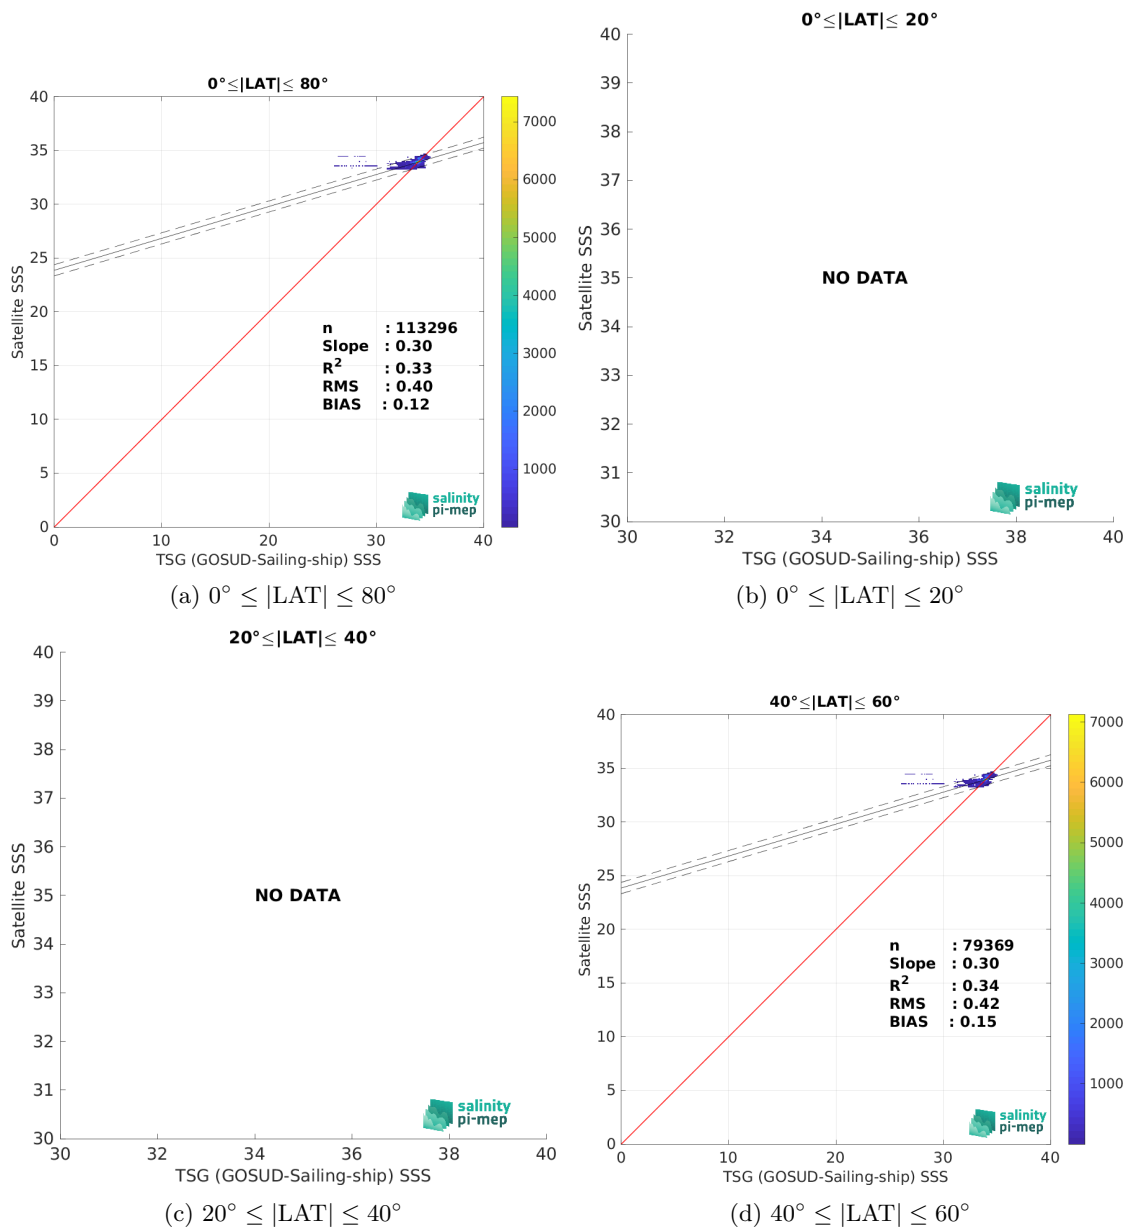 0°≤|LAT|≤ 80°
40
35
30
25
20
15
10
5
0
Satellite SSS
n : 113296
Slope : 0.30
R² : 0.33
RMS : 0.40
BIAS : 0.12
salinity
pi-mep
0 10 20 30 40
TSG (GOSUD-Sailing-ship) SSS
7000
6000
5000
4000
3000
2000
1000
(a) 0° ≤ |LAT| ≤ 80°
0°≤|LAT|≤ 20°
40
39
38
37
36
35
34
33
32
31
30
Satellite SSS
NO DATA
salinity
pi-mep
30 32 34 36 38 40
TSG (GOSUD-Sailing-ship) SSS
(b) 0° ≤ |LAT| ≤ 20°
20°≤|LAT|≤ 40°
40
39
38
37
36
35
34
33
32
31
30
Satellite SSS
NO DATA
salinity
pi-mep
30 32 34 36 38 40
TSG (GOSUD-Sailing-ship) SSS
(c) 20° ≤ |LAT| ≤ 40°
40°≤|LAT|≤ 60°
40
35
30
25
20
15
10
5
0
Satellite SSS
n : 79369
Slope : 0.30
R² : 0.34
RMS : 0.42
BIAS : 0.15
salinity
pi-mep
0 10 20 30 40
TSG (GOSUD-Sailing-ship) SSS
7000
6000
5000
4000
3000
2000
1000
(d) 40° ≤ |LAT| ≤ 60°